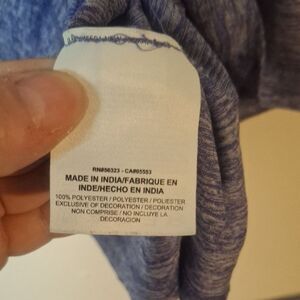 RN#56323 - CA#05553
MADE IN INDIA/FABRIQUE EN
INDE/HECHO EN INDIA
100% POLYESTER / POLYESTER / POLIESTER
EXCLUSIVE OF DECORATION / DECORATION
NON COMPRISE / NO INCLUYE LA
DECORACION